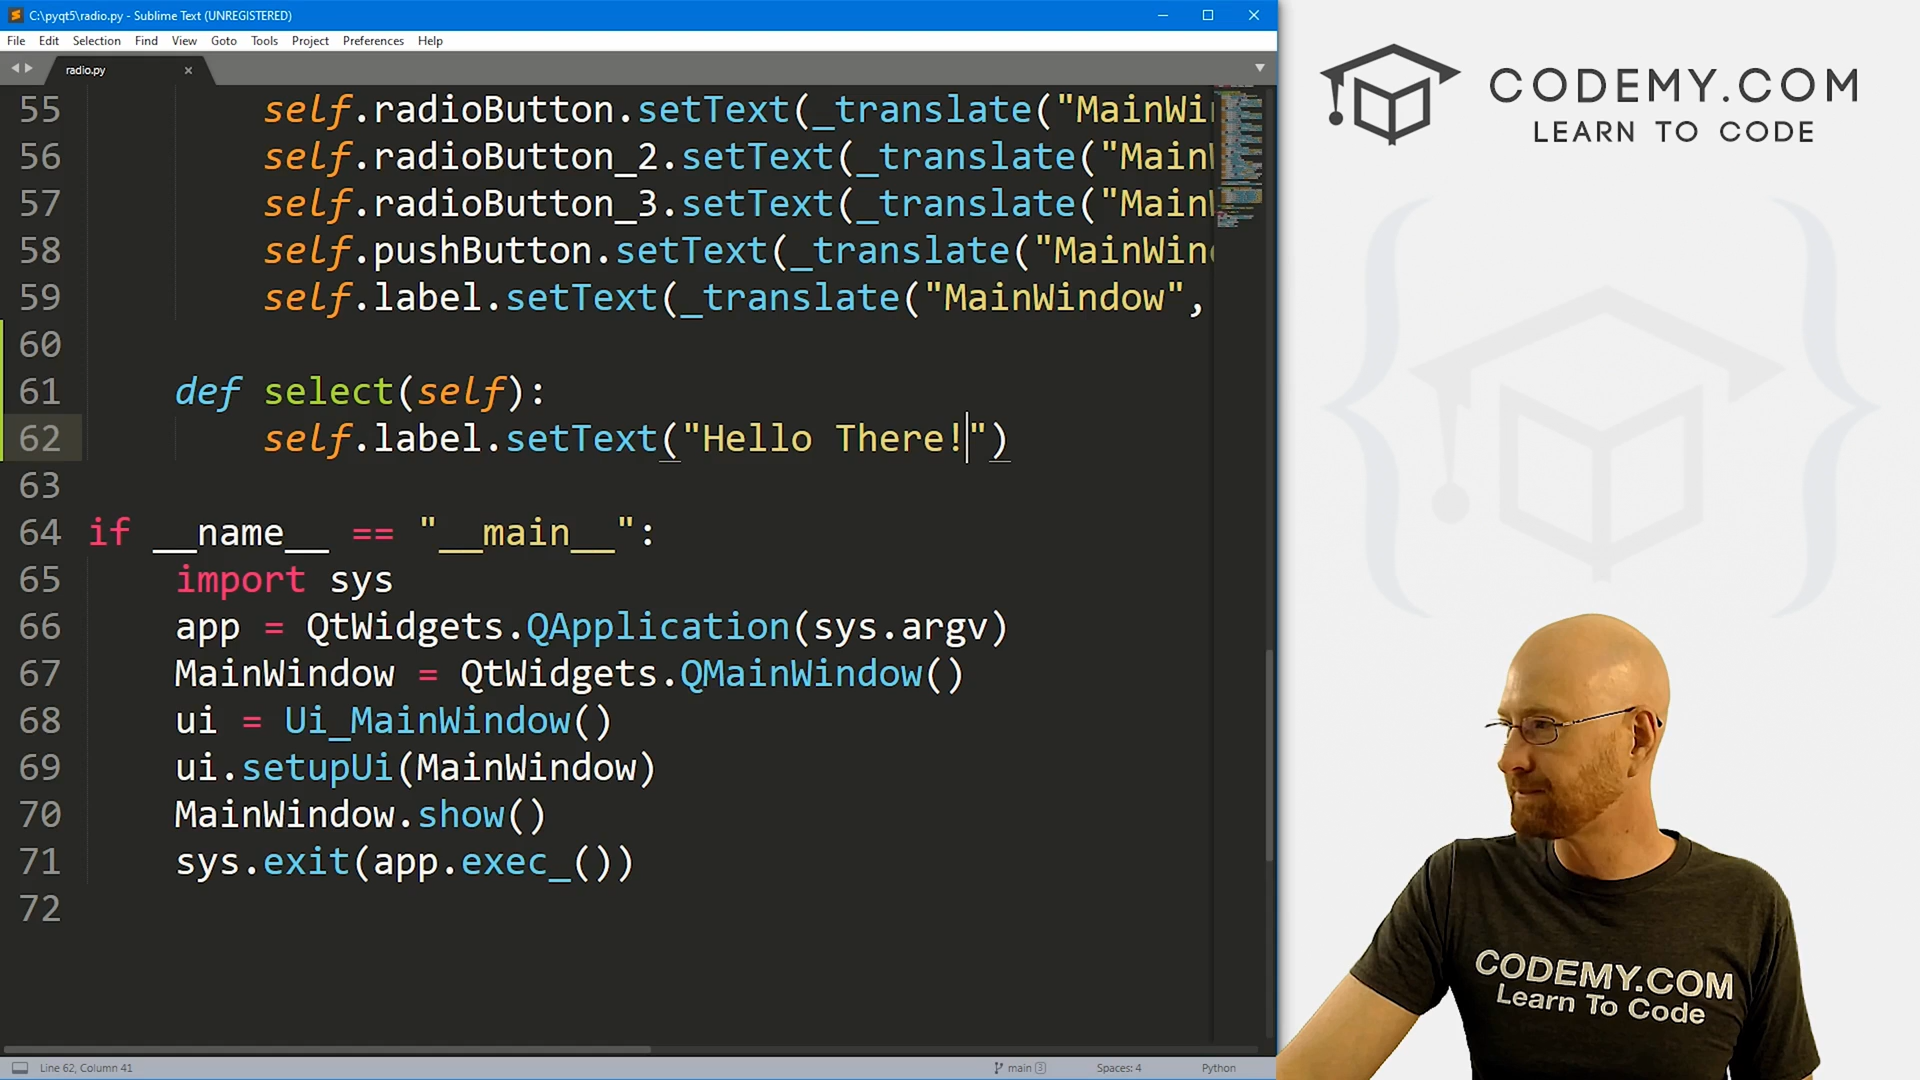 C:\pyqt5\radio.py - Sublime Text (UNREGISTERED)
File Edit Selection Find View Goto Tools Project Preferences Help
radio.py
55 self.radioButton.setText(_translate("MainWi
56 self.radioButton_2.setText(_translate("Main
57 self.radioButton_3.setText(_translate("Main
58 self.pushButton.setText(_translate("MainWin
59 self.label.setText(_translate("MainWindow",
60
61 def select(self):
62 self.label.setText("Hello There!")
63
64 if __name__ == "__main__":
65 import sys
66 app = QtWidgets.QApplication(sys.argv)
67 MainWindow = QtWidgets.QMainWindow()
68 ui = Ui_MainWindow()
69 ui.setupUi(MainWindow)
70 MainWindow.show()
71 sys.exit(app.exec_())
72
Line 62, Column 41
main 3
Spaces: 4
Python
CODEMY.COM
LEARN TO CODE
CODEMY.COM
Learn To Code